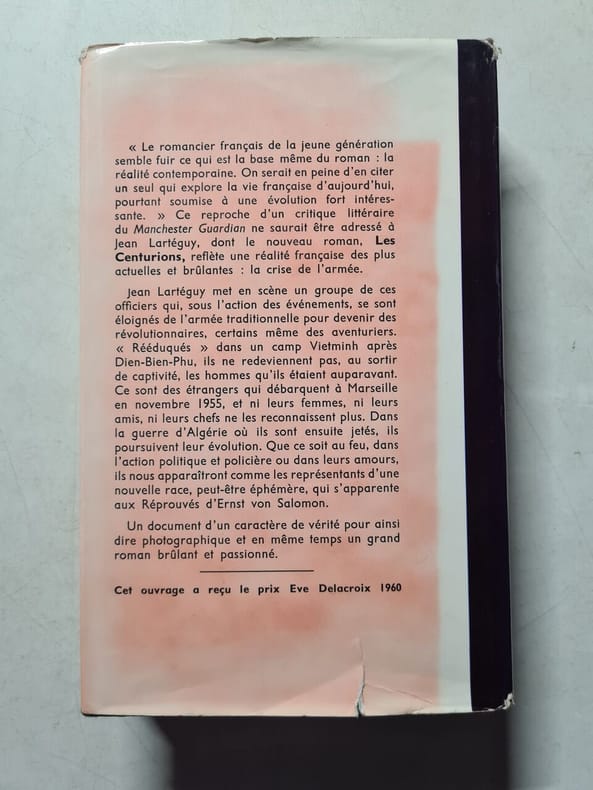 « Le romancier français de la jeune génération
semble fuir ce qui est la base même du roman : la
réalité contemporaine. On serait en peine d'en citer
un seul qui explore la vie française d'aujourd'hui,
pourtant soumise à une évolution fort intéres-
sante. » Ce reproche d'un critique littéraire
du Manchester Guardian ne saurait être adressé à
Jean Lartéguy, dont le nouveau roman, Les
Centurions, reflète une réalité française des plus
actuelles et brûlantes : la crise de l'armée.
Jean Lartéguy met en scène un groupe de ces
officiers qui, sous l'action des événements, se sont
éloignés de l'armée traditionnelle pour devenir des
révolutionnaires, certains même des aventuriers.
« Rééduqués » dans un camp Vietminh après
Dien-Bien-Phu, ils ne redeviennent pas, au sortir
de captivité, les hommes qu'ils étaient auparavant.
Ce sont des étrangers qui débarquent à Marseille
en novembre 1955, et ni leurs femmes, ni leurs
amis, ni leurs chefs ne les reconnaissent plus. Dans
la guerre d'Algérie où ils sont ensuite jetés, ils
poursuivent leur évolution. Que ce soit au feu, dans
l'action politique et policière ou dans leurs amours,
ils nous apparaîtront comme les représentants d'une
nouvelle race, peut-être éphémère, qui s'apparente
aux Réprouvés d'Ernst von Salomon.
Un document d'un caractère de vérité pour ainsi
dire photographique et en même temps un grand
roman brûlant et passionné.
Cet ouvrage a reçu le prix Eve Delacroix 1960